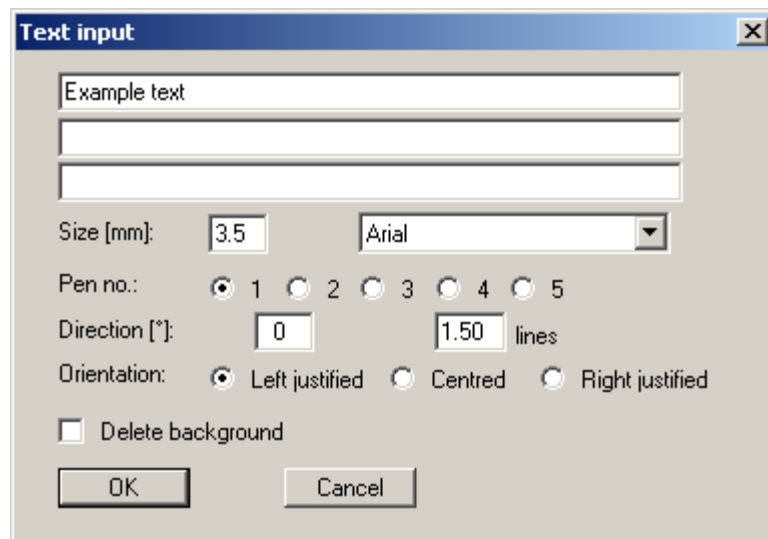 Text input
Example text
Size [mm]: 3.5 Arial
Pen no.: 1 2 3 4 5
Direction [°]: 0 1.50 lines
Orientation: Left justified Centred Right justified
Delete background
OK Cancel